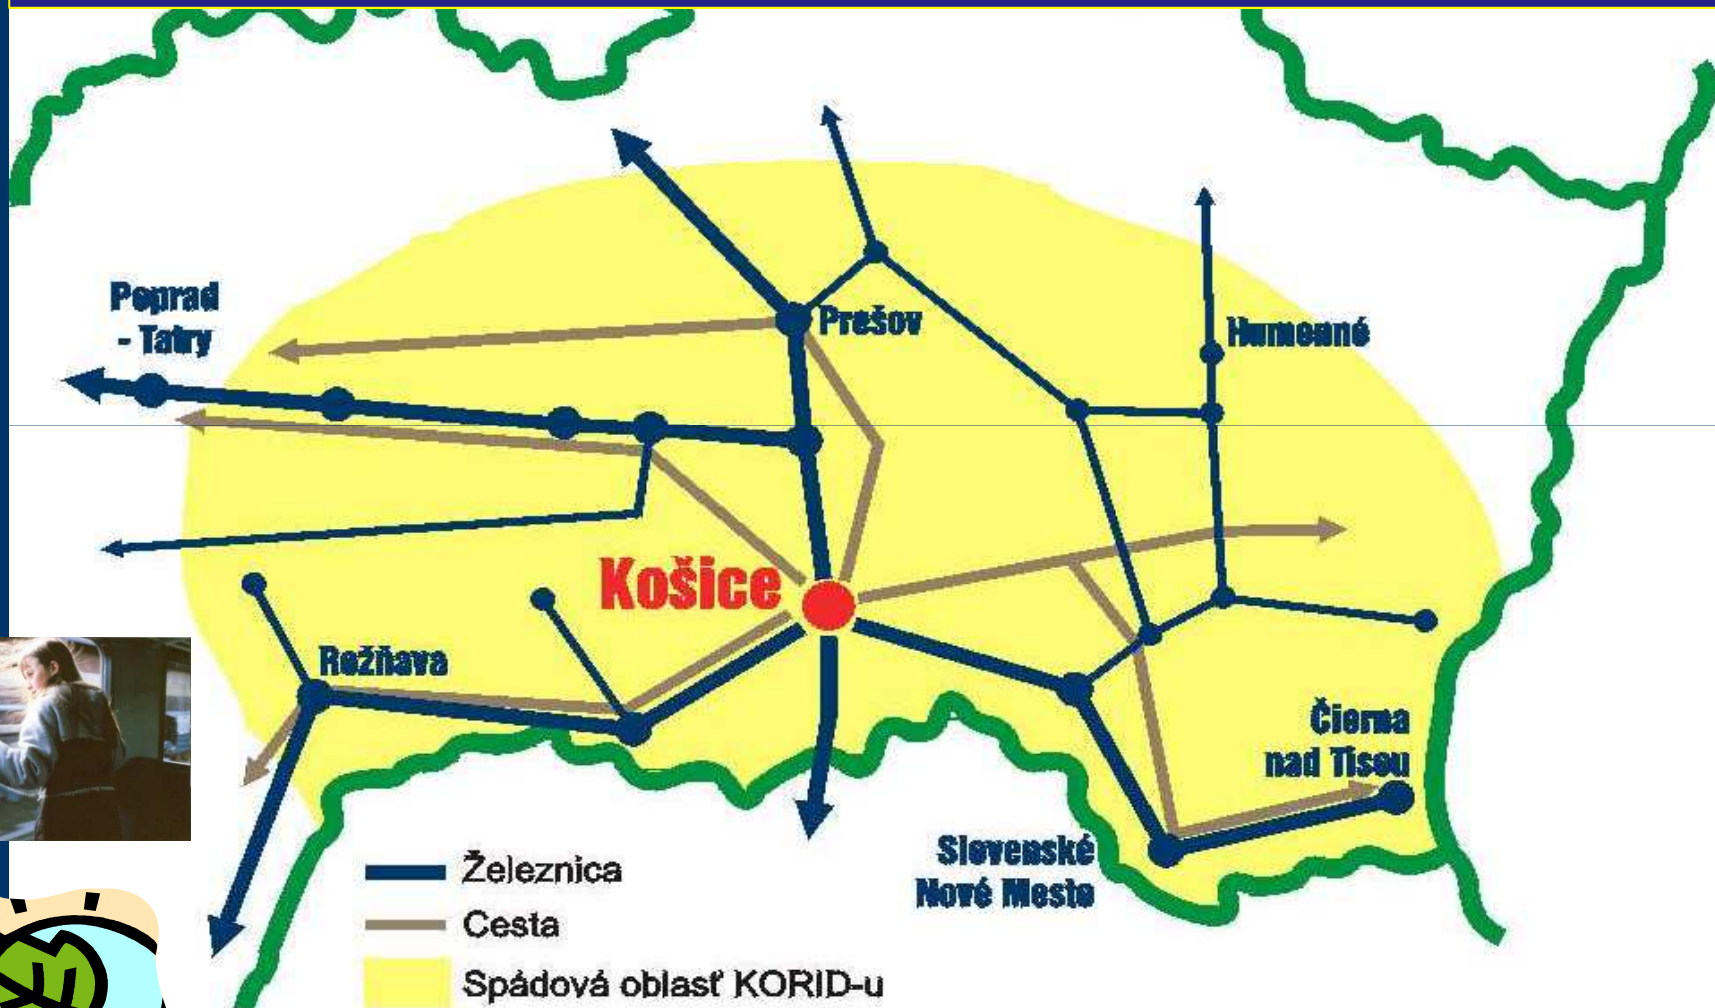 Poprad
- Tatry
Prešov
Humenné
Košice
Rožňava
Čierna
nad Tisou
Slovenské
Nové Mesto
Železnica
Cesta
Spádová oblasť KORID-u